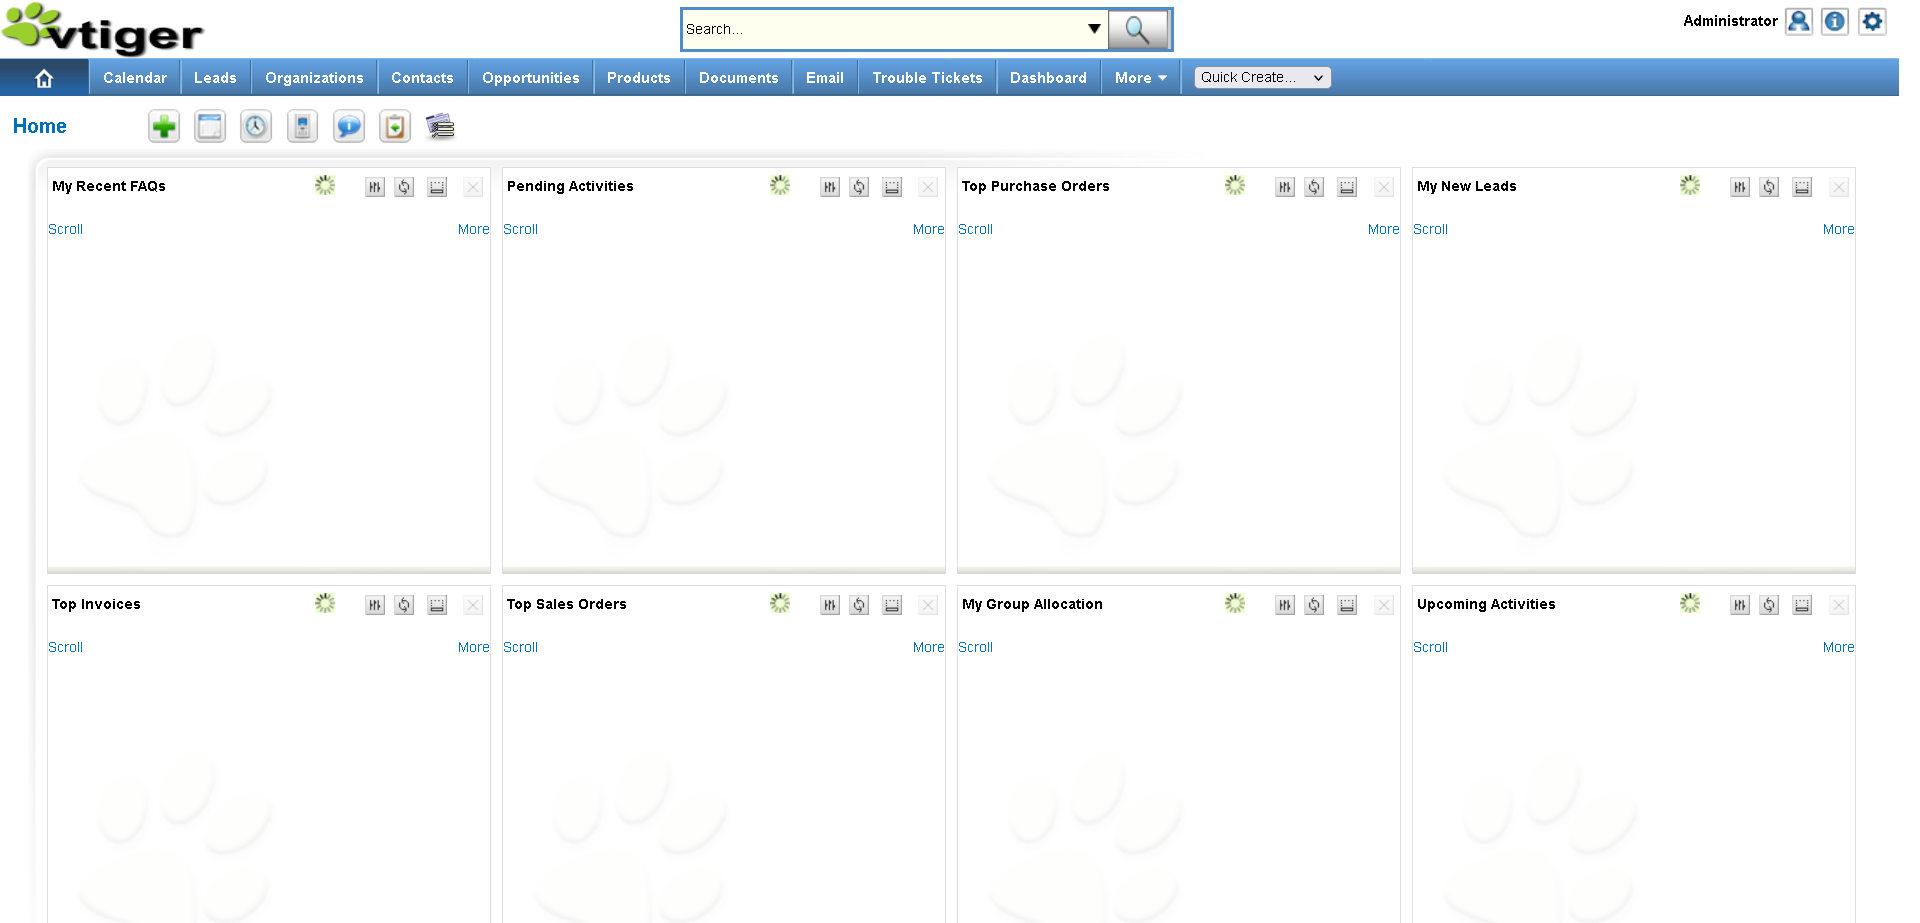 vtiger
Search...
Administrator
Calendar Leads Organizations Contacts Opportunities Products Documents Email Trouble Tickets Dashboard More Quick Create...
Home
My Recent FAQs
Scroll More
Pending Activities
Scroll More
Top Purchase Orders
Scroll More
My New Leads
Scroll More
Top Invoices
Scroll More
Top Sales Orders
Scroll More
My Group Allocation
Scroll
Upcoming Activities
Scroll More